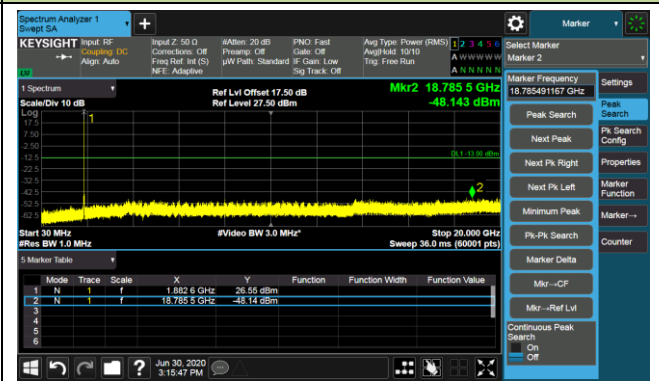 Spectrum Analyzer 1
Swept SA
+
Marker
KEYSIGHT
Input: RF
Coupling: DC
Align: Auto
Input Z: 50 Ω
Corrections: Off
Freq Ref: Int (S)
NFE: Adaptive
#Atten: 20 dB
Preamp: Off
µW Path: Standard
PNO: Fast
Gate: Off
IF Gain: Low
Sig Track: Off
Avg Type: Power (RMS)
Avg|Hold: 10/10
Trig: Free Run
1 2 3 4 5 6
A W W W W W
A N N N N N
LXI
1 Spectrum
Scale/Div 10 dB
Ref Lvl Offset 17.50 dB
Ref Level 27.50 dBm
Mkr2 18.785 5 GHz
-48.143 dBm
Log
17.5
7.50
-2.50
-12.5
-22.5
-32.5
-42.5
-52.5
-62.5
1
DL1 -13.00 dBm
2
Start 30 MHz
#Res BW 1.0 MHz
#Video BW 3.0 MHz*
Stop 20.000 GHz
Sweep 36.0 ms (60001 pts)
5 Marker Table
Mode Trace Scale X Y Function Function Width Function Value
1 N 1 f 1.882 6 GHz 26.55 dBm
2 N 1 f 18.785 5 GHz -48.14 dBm
3
4
5
6
Jun 30, 2020
3:15:47 PM
?
Select Marker
Marker 2
Marker Frequency
18.785491167 GHz
Peak Search
Next Peak
Next Pk Right
Next Pk Left
Minimum Peak
Pk-Pk Search
Marker Delta
Mkr→CF
Mkr→Ref Lvl
Continuous Peak
Search
On
Off
Settings
Peak
Search
Pk Search
Config
Properties
Marker
Function
Marker→
Counter